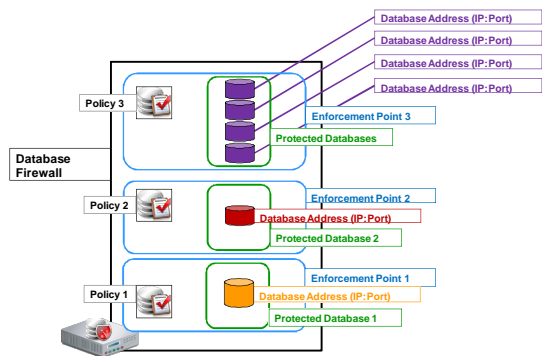 Database Address (IP:Port)
Database Address (IP:Port)
Database Address (IP:Port)
Database Address (IP:Port)
Policy 3
Enforcement Point 3
Protected Databases
Database
Firewall
Policy 2
Enforcement Point 2
Database Address (IP:Port)
Protected Database 2
Enforcement Point 1
Policy 1
Database Address (IP:Port)
Protected Database 1